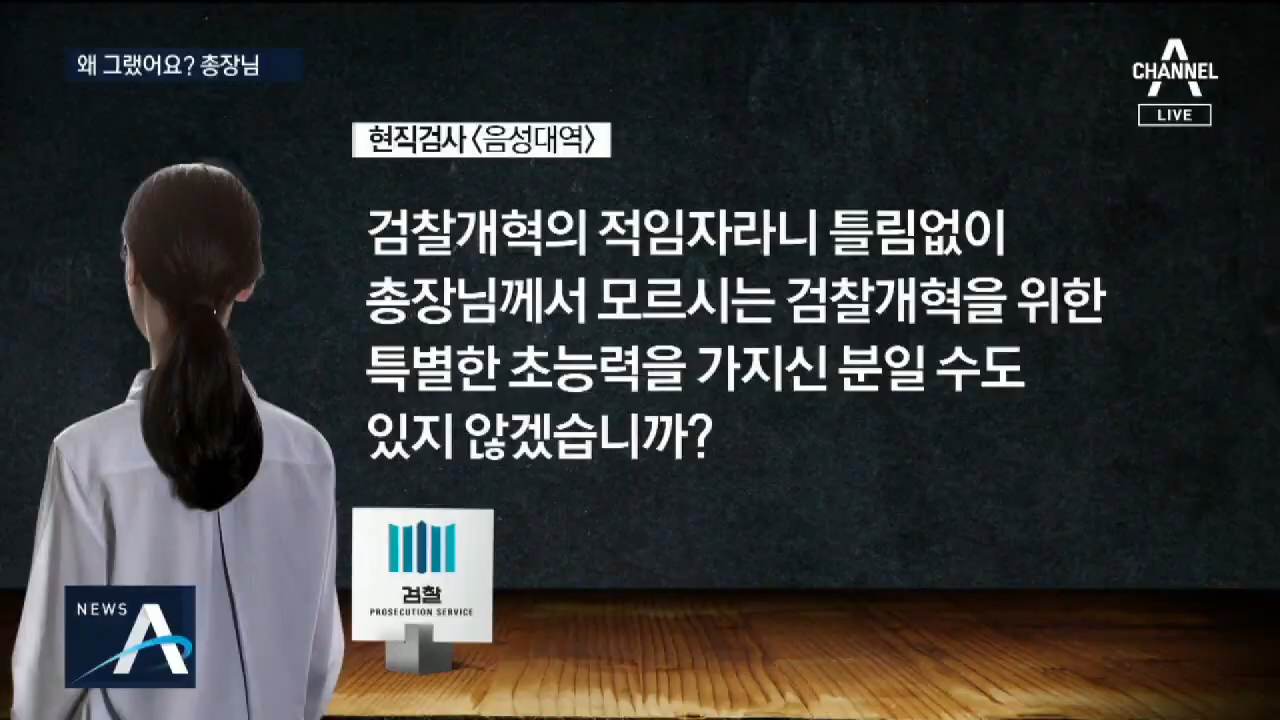 왜 그랬어요? 총장님
CHANNEL A
LIVE
현직검사 <음성대역>
검찰개혁의 적임자라니 틀림없이
총장님께서 모르시는 검찰개혁을 위한
특별한 초능력을 가지신 분일 수도
있지 않겠습니까?
검찰
PROSECUTION SERVICE
NEWS A